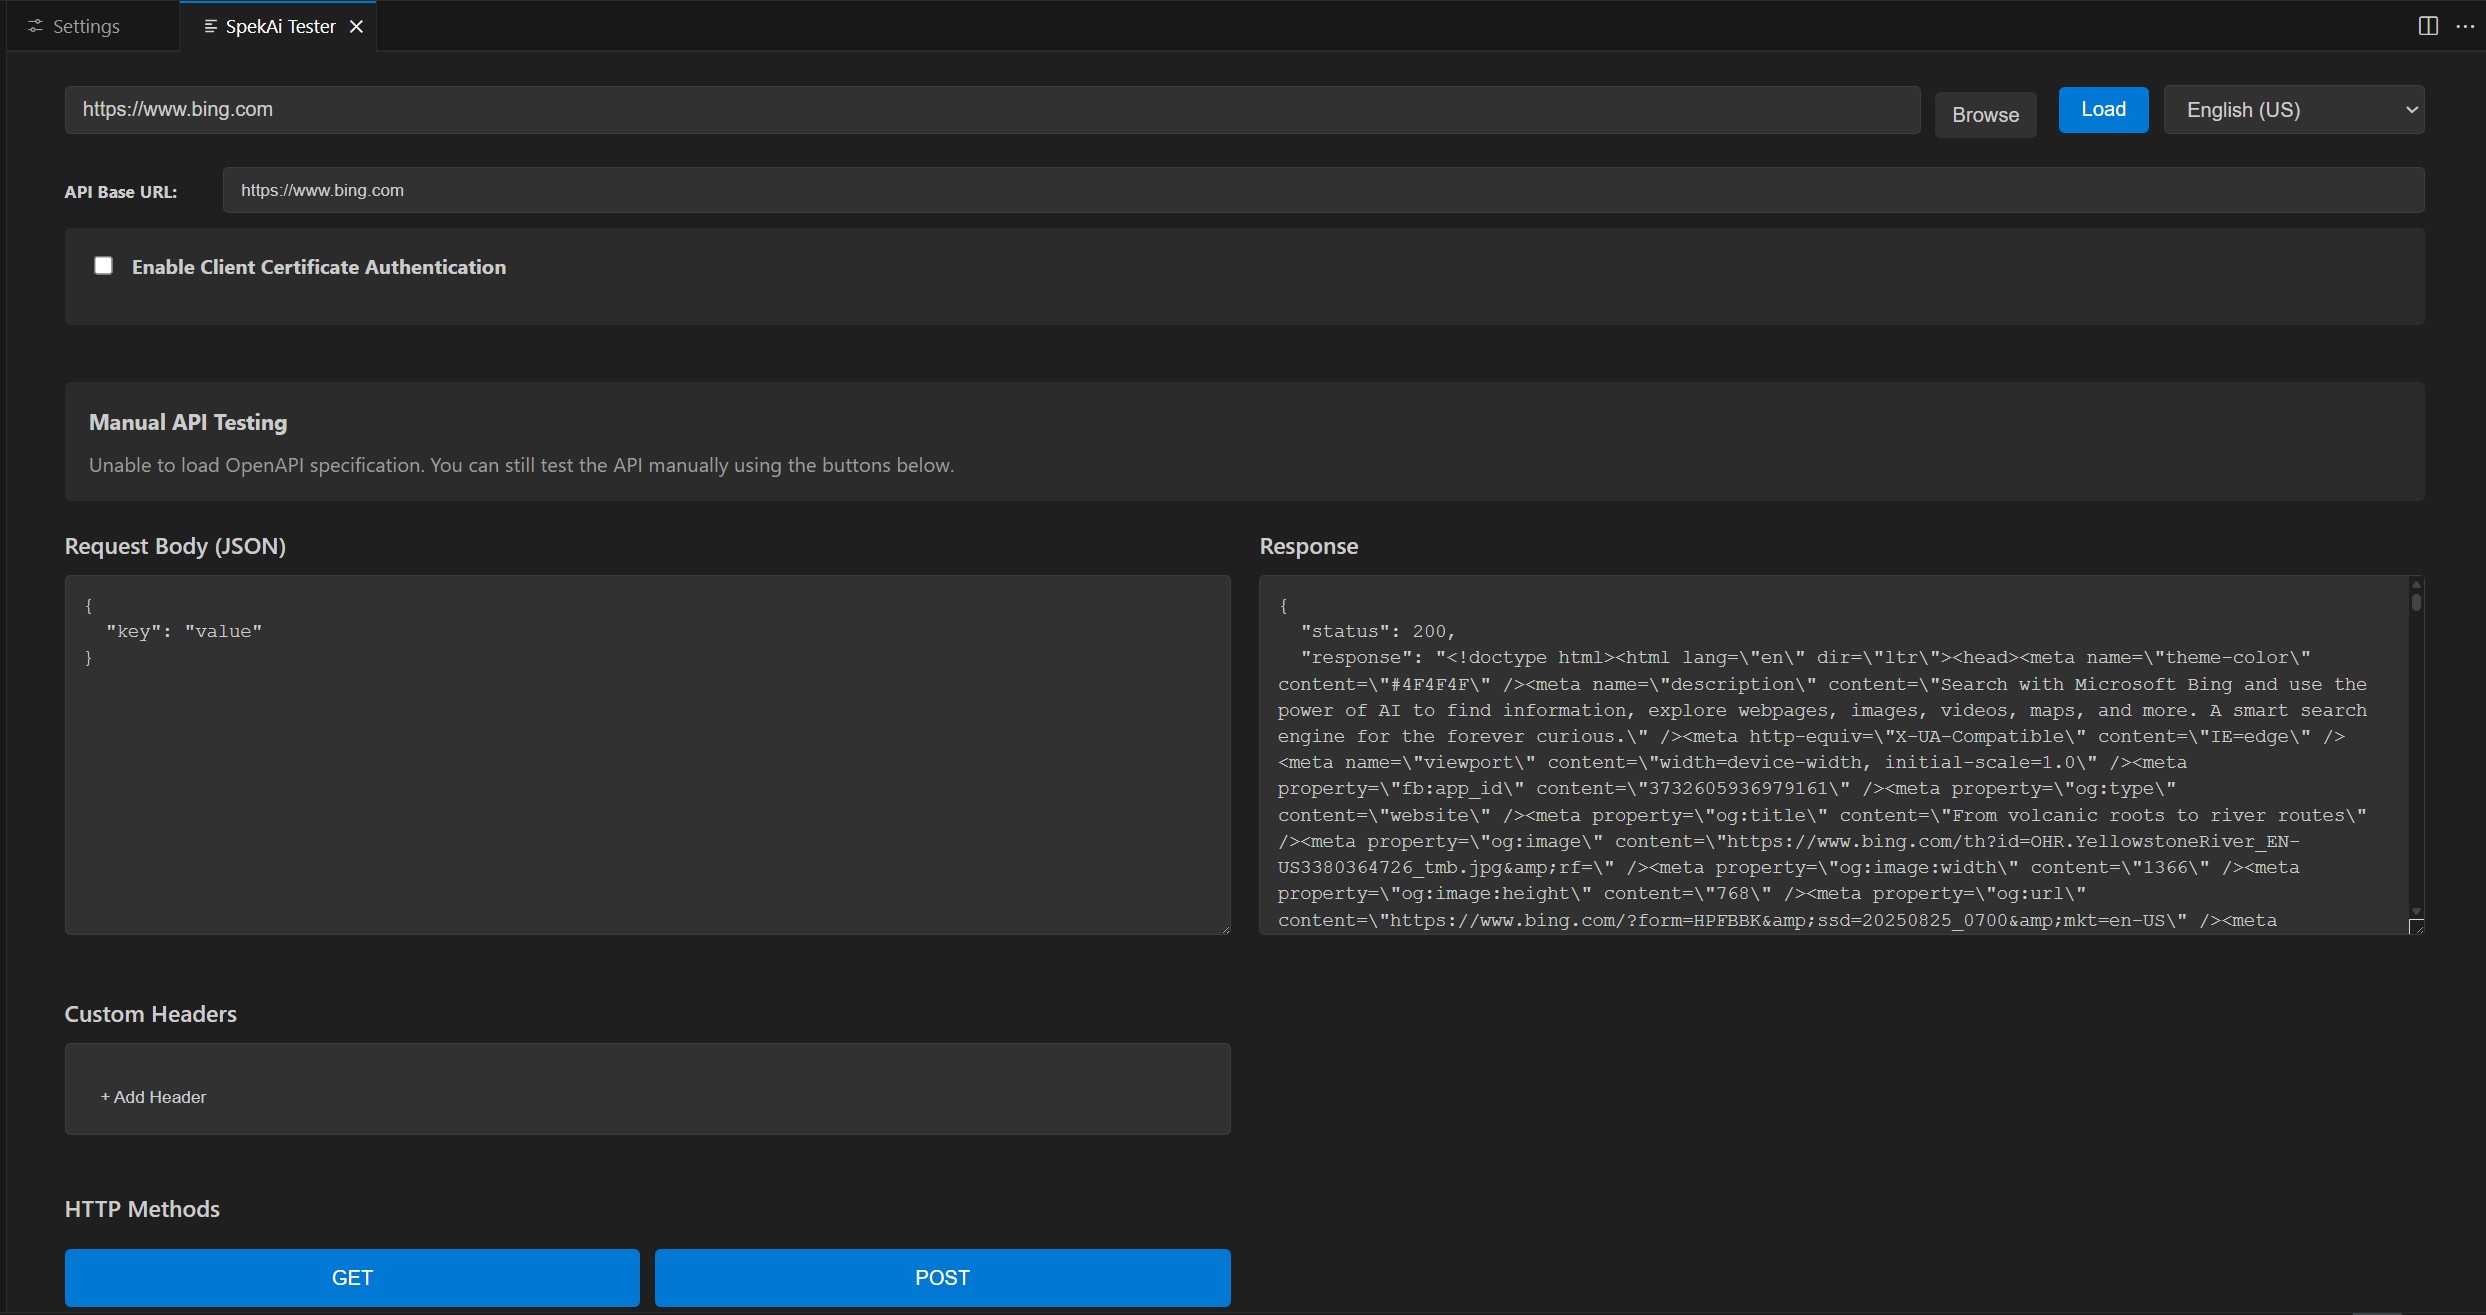 Settings
SpekAi Tester
https://www.bing.com
Browse
Load
English (US)
API Base URL:
https://www.bing.com
Enable Client Certificate Authentication
Manual API Testing
Unable to load OpenAPI specification. You can still test the API manually using the buttons below.
Request Body (JSON)
{
"key": "value"
}
Response
{
"status": 200,
"response": "<!doctype html><html lang=\"en\" dir=\"ltr\"><head><meta name=\"theme-color\"
content=\"#4F4F4F\" /><meta name=\"description\" content=\"Search with Microsoft Bing and use the
power of AI to find information, explore webpages, images, videos, maps, and more. A smart search
engine for the forever curious.\" /><meta http-equiv=\"X-UA-Compatible\" content=\"IE=edge\" />
<meta name=\"viewport\" content=\"width=device-width, initial-scale=1.0\" /><meta
property=\"fb:app_id\" content=\"3732605936979161\" /><meta property=\"og:type\"
content=\"website\" /><meta property=\"og:title\" content=\"From volcanic roots to river routes\"
/><meta property=\"og:image\" content=\"https://www.bing.com/th?id=OHR.YellowstoneRiver_EN-
US3380364726_tmb.jpg&amp;rf=\" /><meta property=\"og:image:width\" content=\"1366\" /><meta
property=\"og:image:height\" content=\"768\" /><meta property=\"og:url\"
content=\"https://www.bing.com/?form=HPFBBK&amp;ssd=20250825_0700&amp;mkt=en-US\" /><meta
Custom Headers
+ Add Header
HTTP Methods
GET
POST